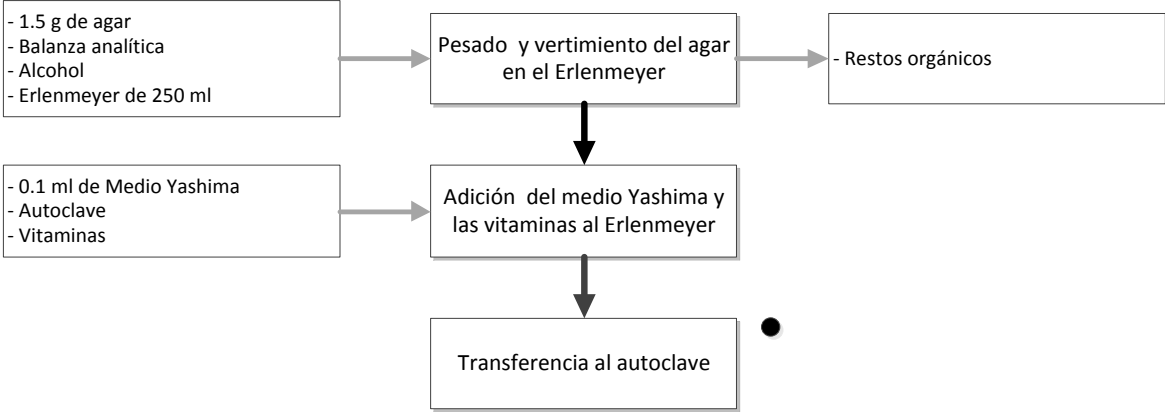 - 1.5 g de agar
- Balanza analítica
- Alcohol
- Erlenmeyer de 250 ml
Pesado y vertimiento del agar
en el Erlenmeyer
- Restos orgánicos
- 0.1 ml de Medio Yashima
- Autoclave
- Vitaminas
Adición del medio Yashima y
las vitaminas al Erlenmeyer
Transferencia al autoclave